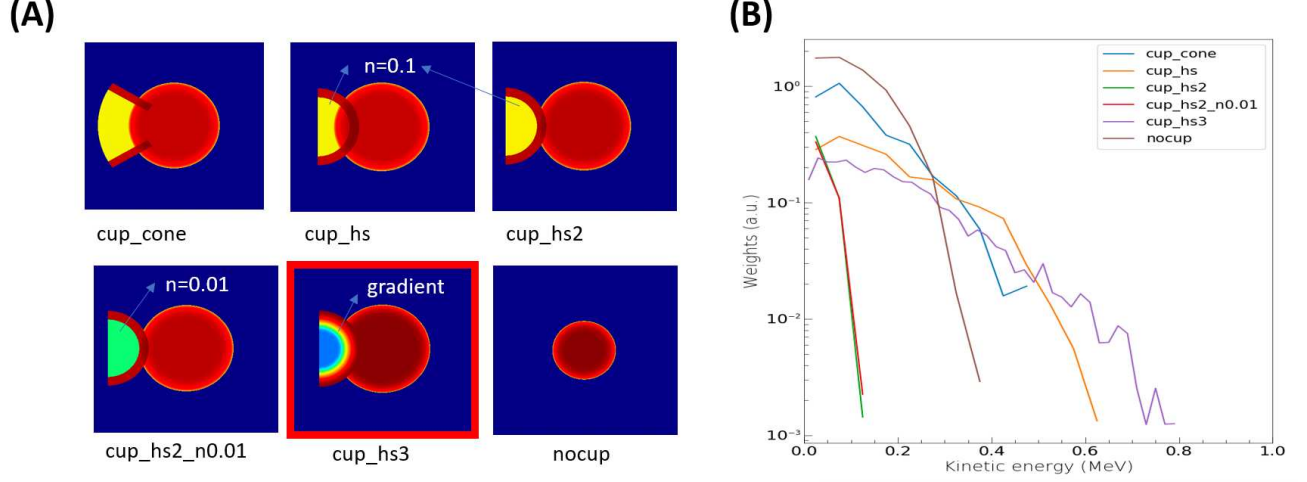 (A)
n=0.1
cup_cone
cup_hs
cup_hs2
n=0.01
gradient
cup_hs2_n0.01
cup_hs3
nocup
(B)
cup_cone
cup_hs
cup_hs2
cup_hs2_n0.01
cup_hs3
nocup
10⁰
10⁻¹
10⁻²
10⁻³
Weights (a.u.)
0.0 0.2 0.4 0.6 0.8 1.0
Kinetic energy (MeV)